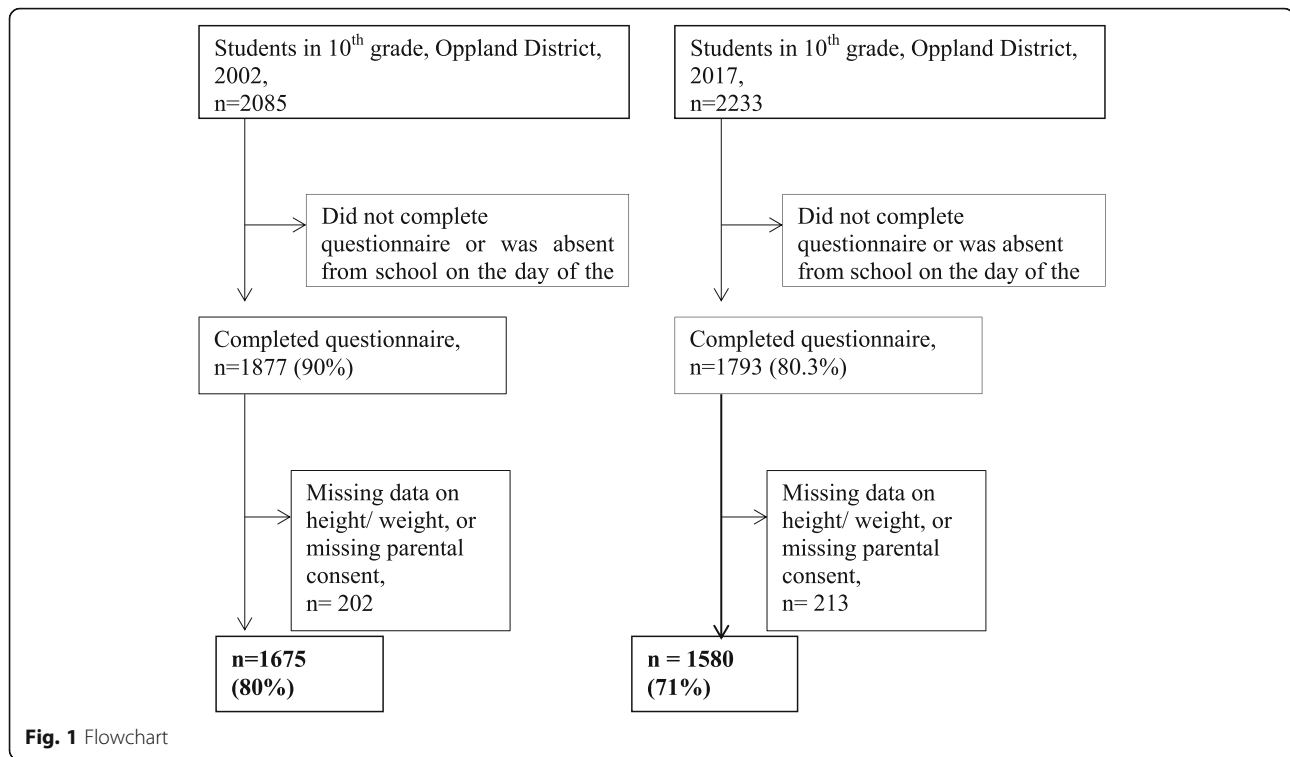 Students in 10th grade, Oppland District,
2002,
n=2085
Did not complete
questionnaire or was absent
from school on the day of the
Completed questionnaire,
n=1877 (90%)
Missing data on
height/ weight, or
missing parental
consent,
n= 202
n=1675
(80%)
Students in 10th grade, Oppland District,
2017,
n=2233
Did not complete
questionnaire or was absent
from school on the day of the
Completed questionnaire,
n=1793 (80.3%)
Missing data on
height/ weight, or
missing parental
consent,
n= 213
n = 1580
(71%)
Fig. 1 Flowchart